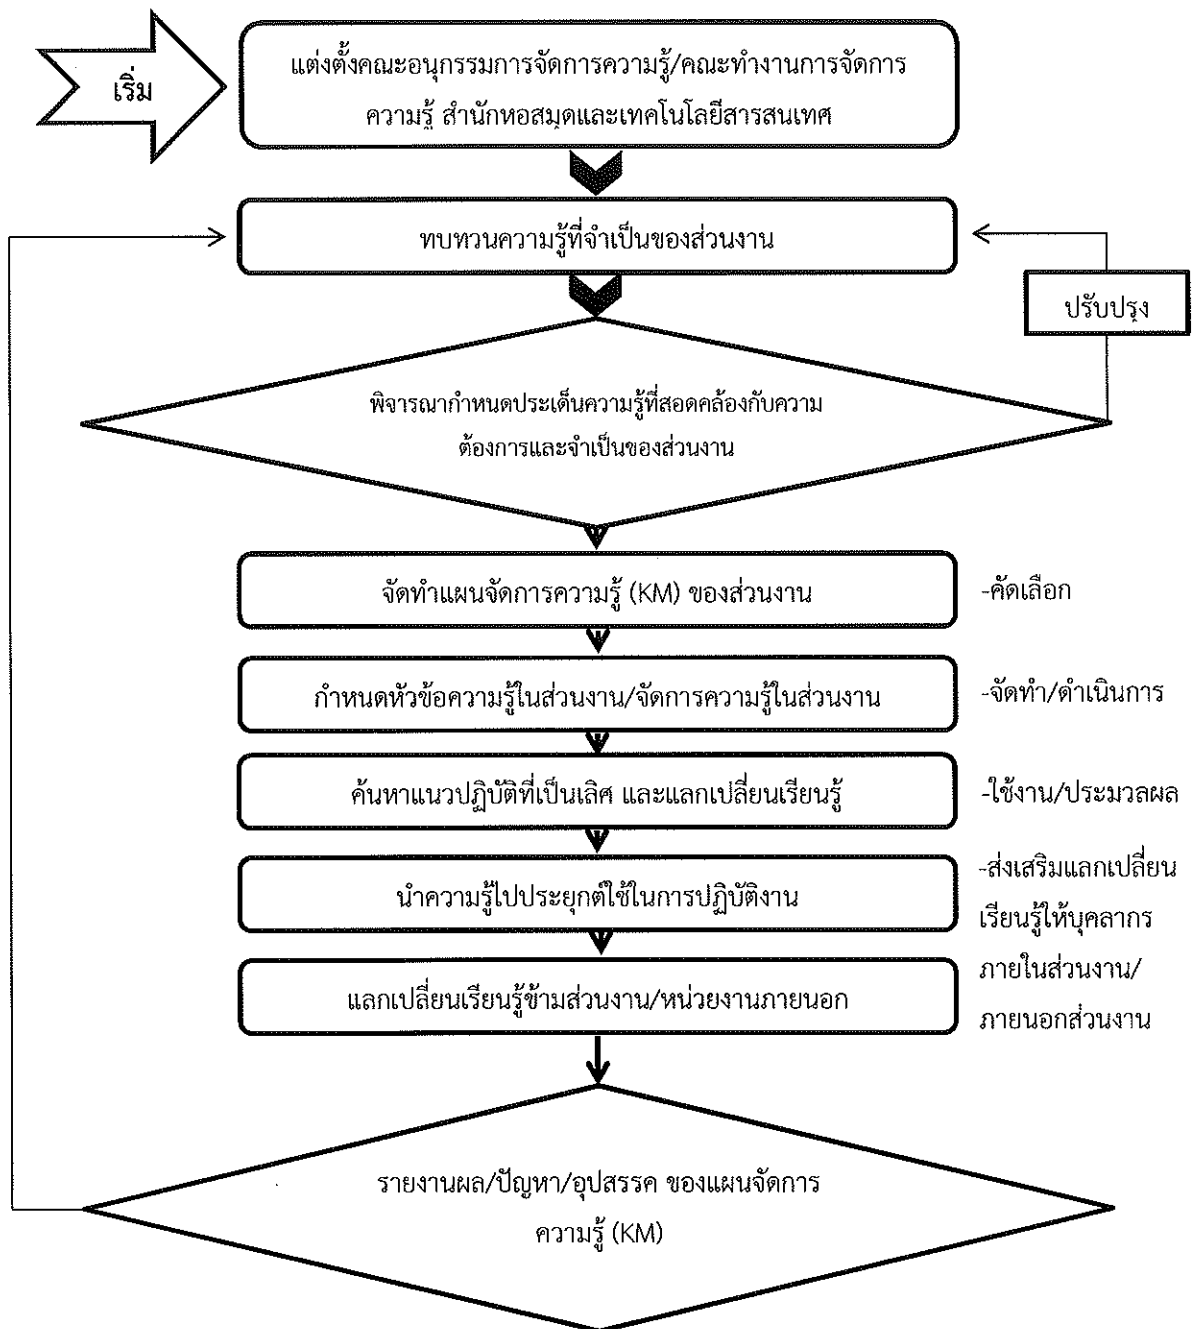 เริ่ม
แต่งตั้งคณะอนุกรรมการจัดการความรู้/คณะทำงานการจัดการ
ความรู้ สำนักหอสมุดและเทคโนโลยีสารสนเทศ
ทบทวนความรู้ที่จำเป็นของส่วนงาน
ปรับปรุง
พิจารณากำหนดประเด็นความรู้ที่สอดคล้องกับความ
ต้องการและจำเป็นของส่วนงาน
จัดทำแผนจัดการความรู้ (KM) ของส่วนงาน
-คัดเลือก
กำหนดหัวข้อความรู้ในส่วนงาน/จัดการความรู้ในส่วนงาน
-จัดทำ/ดำเนินการ
ค้นหาแนวปฏิบัติที่เป็นเลิศ และแลกเปลี่ยนเรียนรู้
-ใช้งาน/ประมวลผล
นำความรู้ไปประยุกต์ใช้ในการปฏิบัติงาน
-ส่งเสริมแลกเปลี่ยน
เรียนรู้ให้บุคลากร
ภายในส่วนงาน/
ภายนอกส่วนงาน
แลกเปลี่ยนเรียนรู้ข้ามส่วนงาน/หน่วยงานภายนอก
รายงานผล/ปัญหา/อุปสรรค ของแผนจัดการ
ความรู้ (KM)